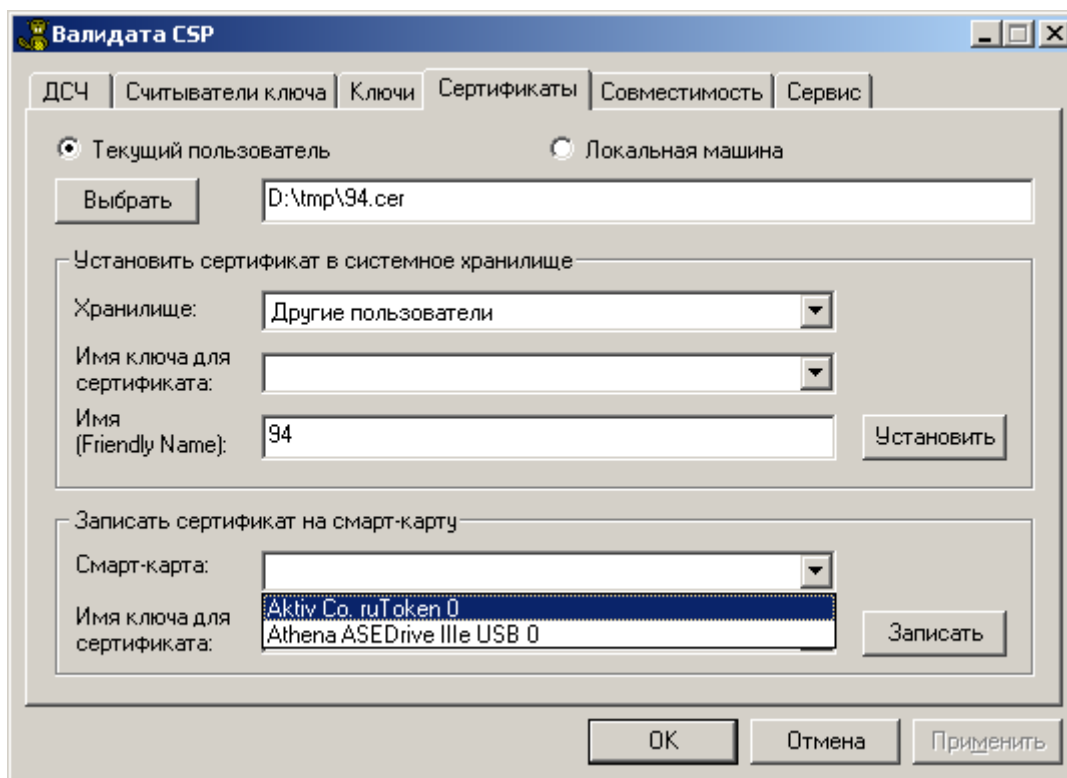 Валидата CSP
ДСЧ Считыватели ключа Ключи Сертификаты Совместимость Сервис
Текущий пользователь Локальная машина
Выбрать D:\tmp\94.cer
Установить сертификат в системное хранилище
Хранилище: Другие пользователи
Имя ключа для
сертификата:
Имя
(Friendly Name): 94 Установить
Записать сертификат на смарт-карту
Смарт-карта:
Aktiv Co. ruToken 0
Athena ASEDrive IIIe USB 0
Имя ключа для
сертификата: Записать
OK Отмена Применить